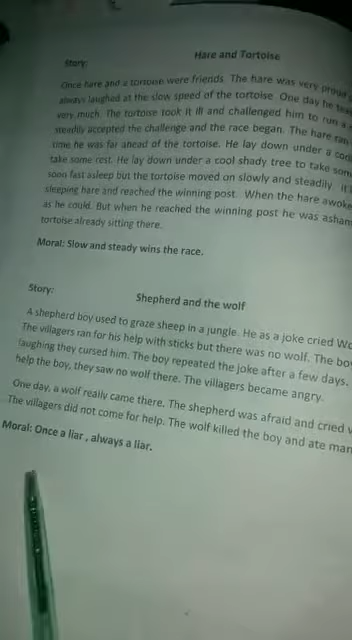 Story:
Hare and Tortoise
Once hare and a tortoise were friends. The hare was very proud
always laughed at the slow speed of the tortoise. One day he
very much. The tortoise took it ill and challenged him to run a
steadily accepted the challenge and the race began. The hare ran
time he was far ahead of the tortoise. He lay down under a
take some rest. He lay down under a cool shady tree to take
soon fast asleep but the tortoise moved on slowly and steadily.
sleeping hare and reached the winning post. When the hare awoke
as he could. But when he reached the winning post he was
tortoise already sitting there.
Moral: Slow and steady wins the race.
Story:
Shepherd and the wolf
A shepherd boy used to graze sheep in a jungle. He as a joke cried
The villagers ran for his help with sticks but there was no wolf. The
laughing they cursed him. The boy repeated the joke after a few days.
help the boy, they saw no wolf there. The villagers became angry.
One day, a wolf really came there. The shepherd was afraid and cried
The villagers did not come for help. The wolf killed the boy and ate
Moral: Once a liar , always a liar.